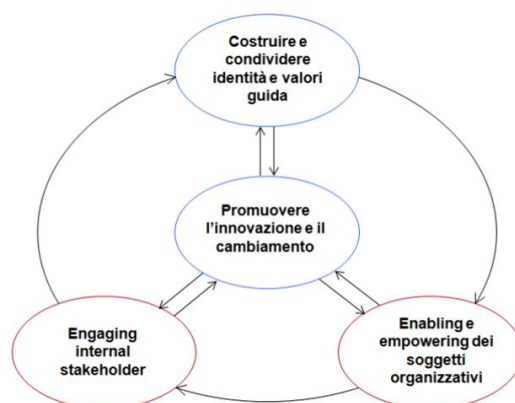 Costruire e
condividere
identità e valori
guida
Promuovere
l'innovazione e il
cambiamento
Engaging
internal
stakeholder
Enabling e
empowering dei
soggetti
organizzativi